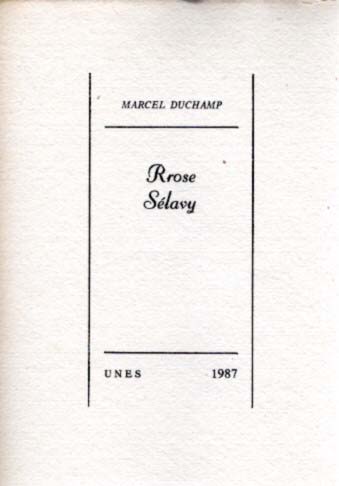 MARCEL DUCHAMP
Rrose
Sélavy
UNES 1987